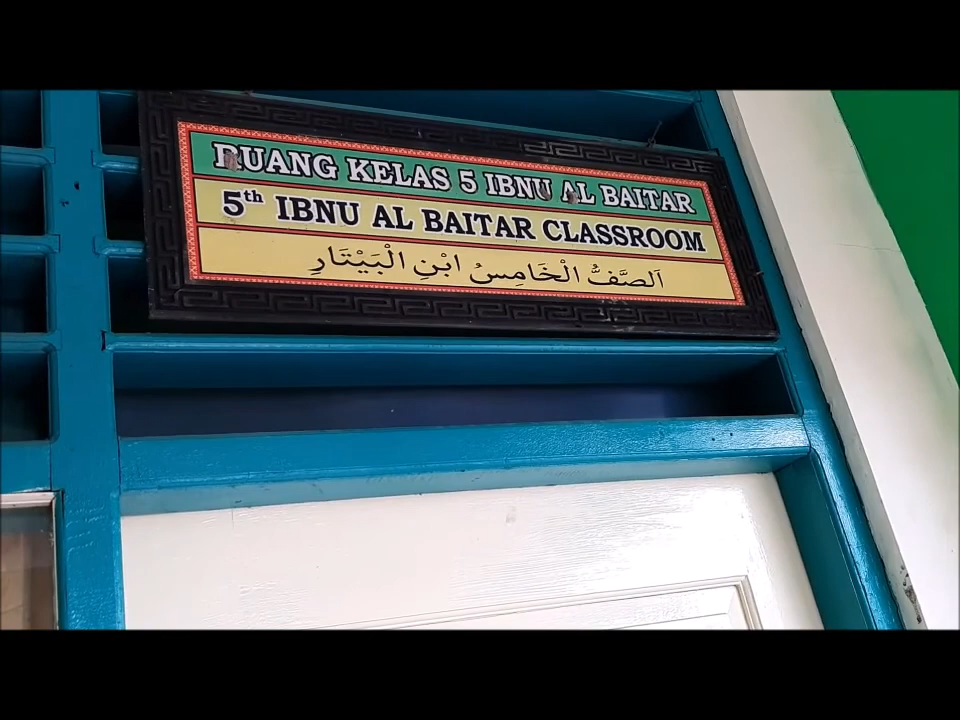 RUANG KELAS 5 IBNU AL BAITAR
5th IBNU AL BAITAR CLASSROOM
اَلصَّفُّ الْخَامِسُ ابْنِ الْبَيْتَارِ